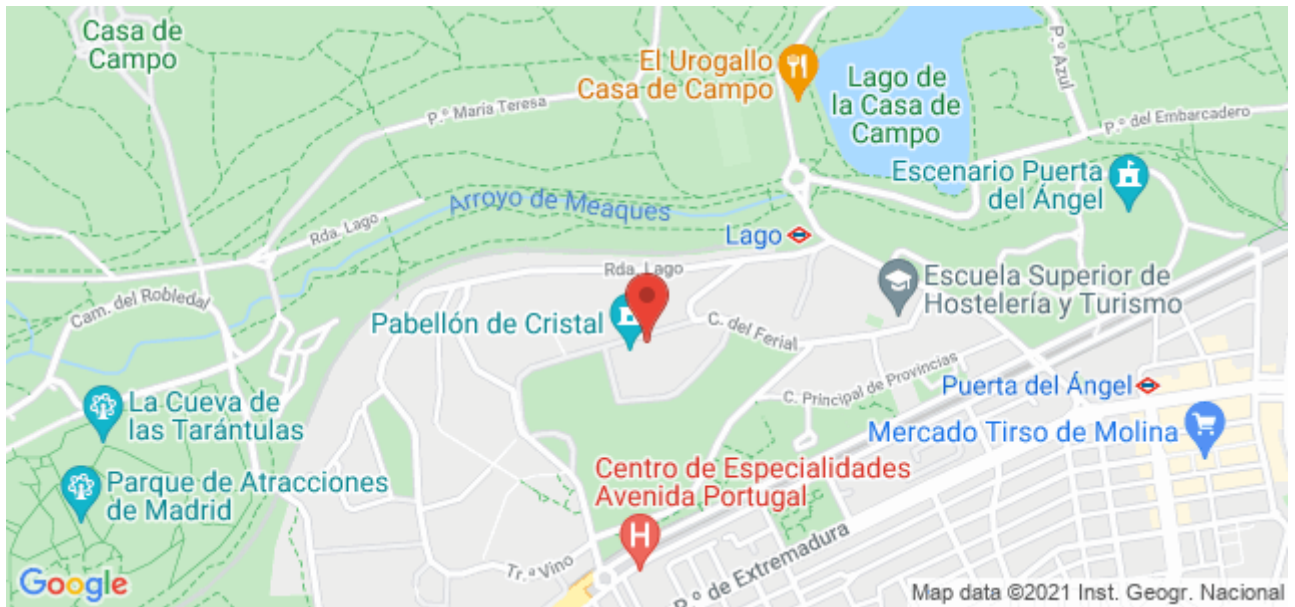 Casa de
Campo
El Urogallo
Casa de Campo
Lago de
la Casa de
Campo
P.º Azul
P.º María Teresa
P.º del Embarcadero
Escenario Puerta
del Ángel
Arroyo de Meaques
Rda. Lago
Lago
Rda. Lago
Escuela Superior de
Hostelería y Turismo
Cam. del Robledal
Pabellón de Cristal
C. del Ferial
C. Principal de Provincias
Puerta del Ángel
La Cueva de
las Tarántulas
Mercado Tirso de Molina
Parque de Atracciones
de Madrid
Centro de Especialidades
Avenida Portugal
H
Tr.ª Vino
P.º de Extremadura
Google
Map data ©2021 Inst. Geogr. Nacional